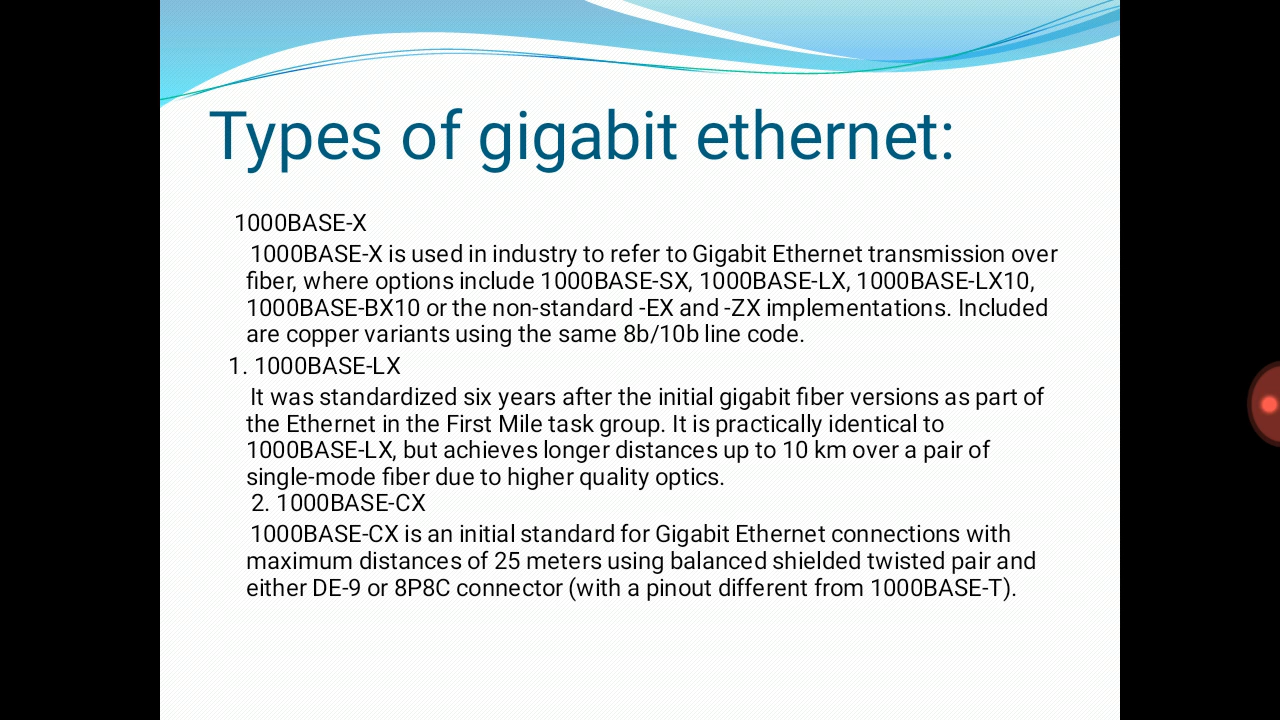 Types of gigabit ethernet:
1000BASE-X
1000BASE-X is used in industry to refer to Gigabit Ethernet transmission over
fiber, where options include 1000BASE-SX, 1000BASE-LX, 1000BASE-LX10,
1000BASE-BX10 or the non-standard -EX and -ZX implementations. Included
are copper variants using the same 8b/10b line code.
1. 1000BASE-LX
It was standardized six years after the initial gigabit fiber versions as part of
the Ethernet in the First Mile task group. It is practically identical to
1000BASE-LX, but achieves longer distances up to 10 km over a pair of
single-mode fiber due to higher quality optics.
2. 1000BASE-CX
1000BASE-CX is an initial standard for Gigabit Ethernet connections with
maximum distances of 25 meters using balanced shielded twisted pair and
either DE-9 or 8P8C connector (with a pinout different from 1000BASE-T).